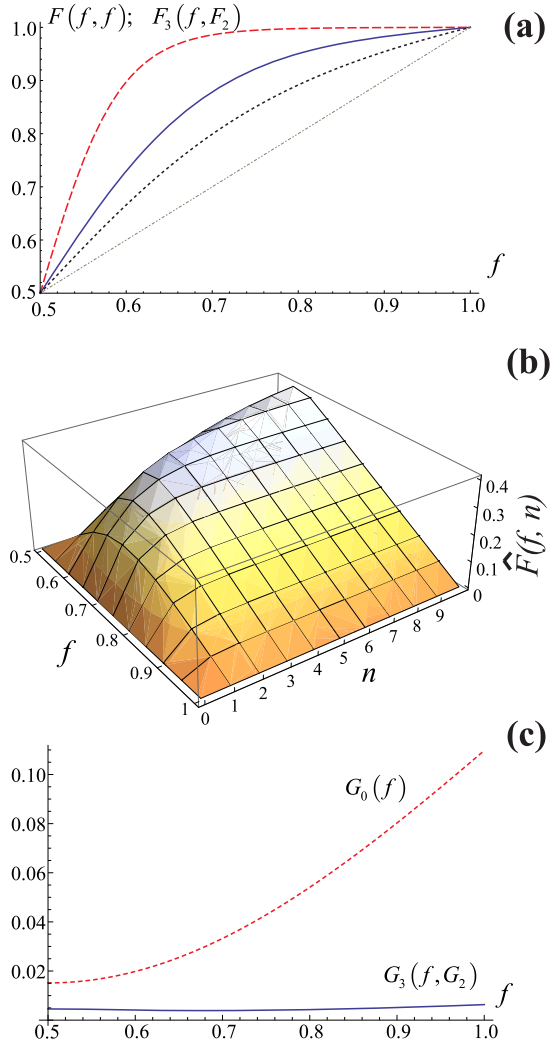 F(f, f); F₃(f, F₂)
(a)
1.0
0.9
0.8
0.7
0.6
0.5
0.5 0.6 0.7 0.8 0.9 1.0
f
(b)
0.5
0.6
0.7
0.8
0.9
1
f
0 1 2 3 4 5 6 7 8 9
n
0.4
0.3
0.2
0.1
0
F̂(f, n)
(c)
0.10
0.08
0.06
0.04
0.02
G₀(f)
G₃(f, G₂)
f
0.5 0.6 0.7 0.8 0.9 1.0